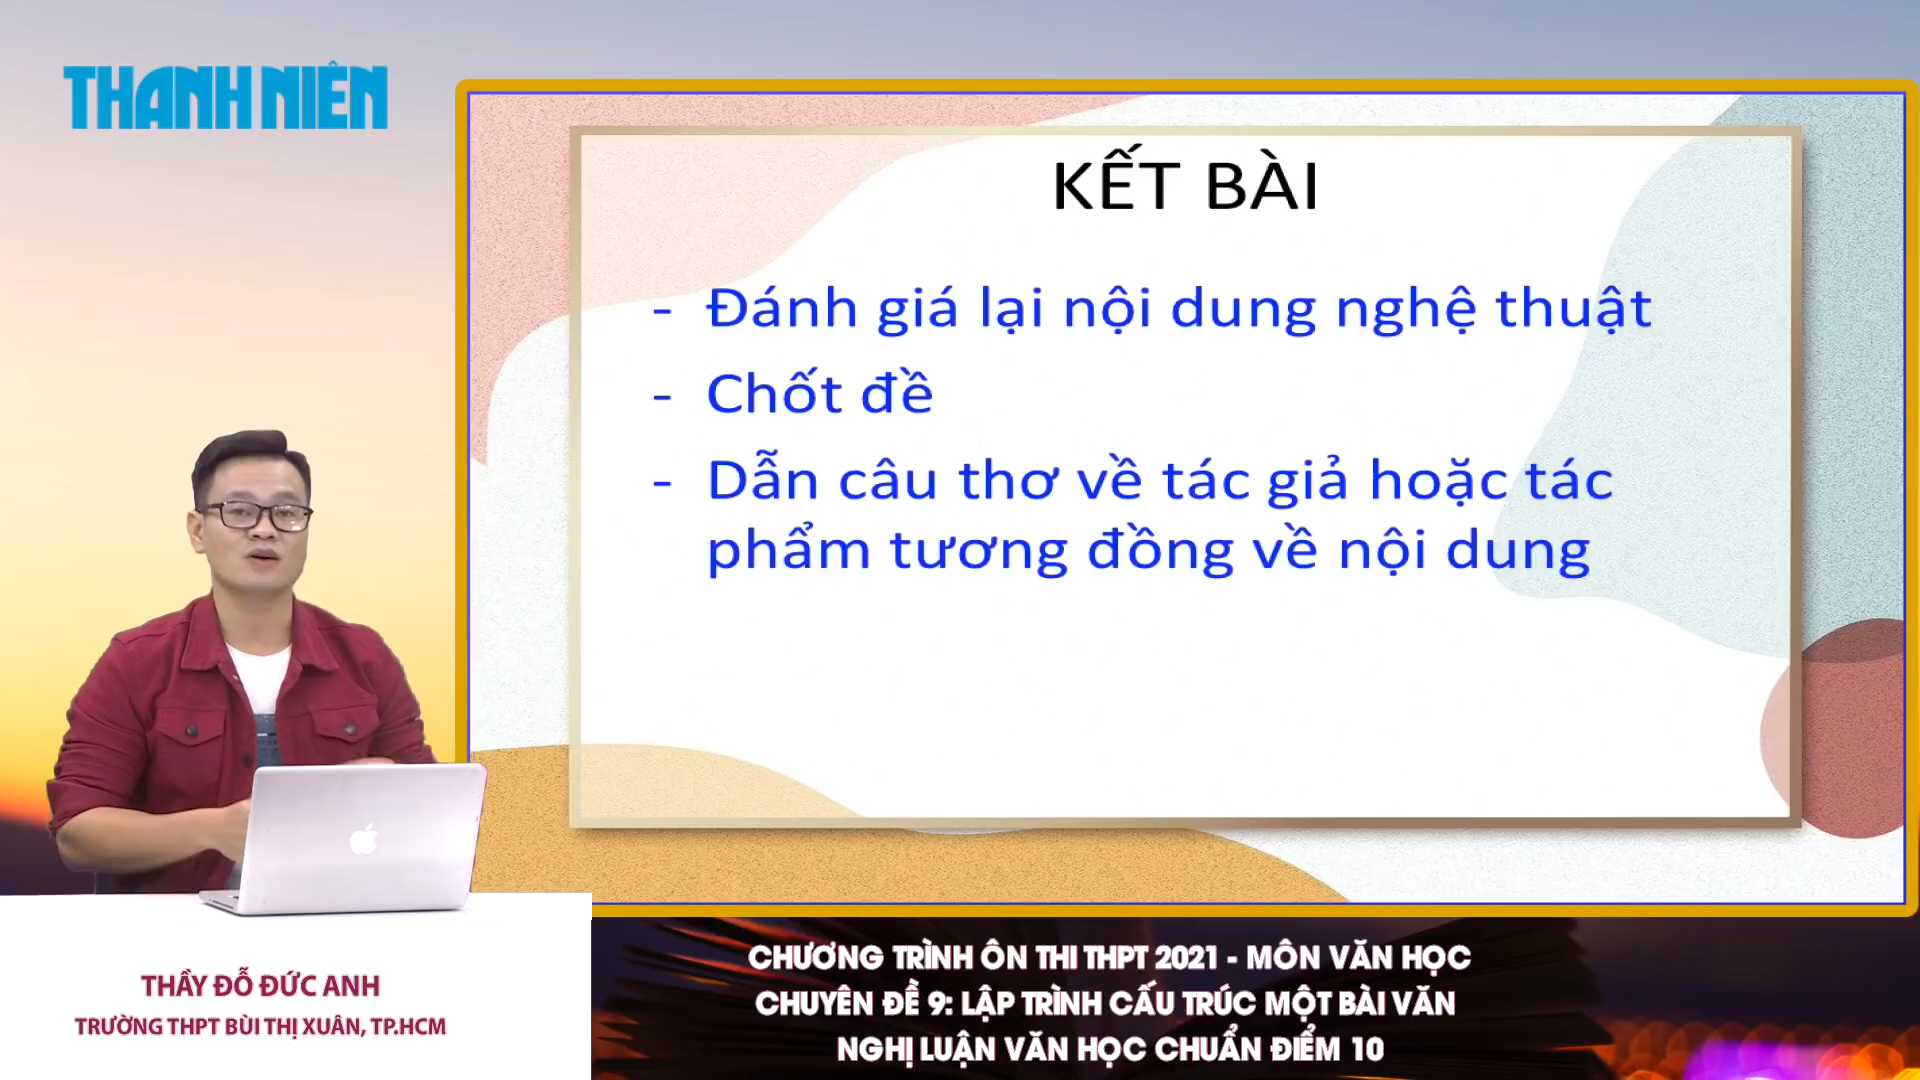 THANH NIÊN
KẾT BÀI
- Đánh giá lại nội dung nghệ thuật
- Chốt đề
- Dẫn câu thơ về tác giả hoặc tác
phẩm tương đồng về nội dung
THẦY ĐỖ ĐỨC ANH
TRƯỜNG THPT BÙI THỊ XUÂN, TP.HCM
CHƯƠNG TRÌNH ÔN THI THPT 2021 - MÔN VĂN HỌC
CHUYÊN ĐỀ 9: LẬP TRÌNH CẤU TRÚC MỘT BÀI VĂN
NGHỊ LUẬN VĂN HỌC CHUẨN ĐIỂM 10